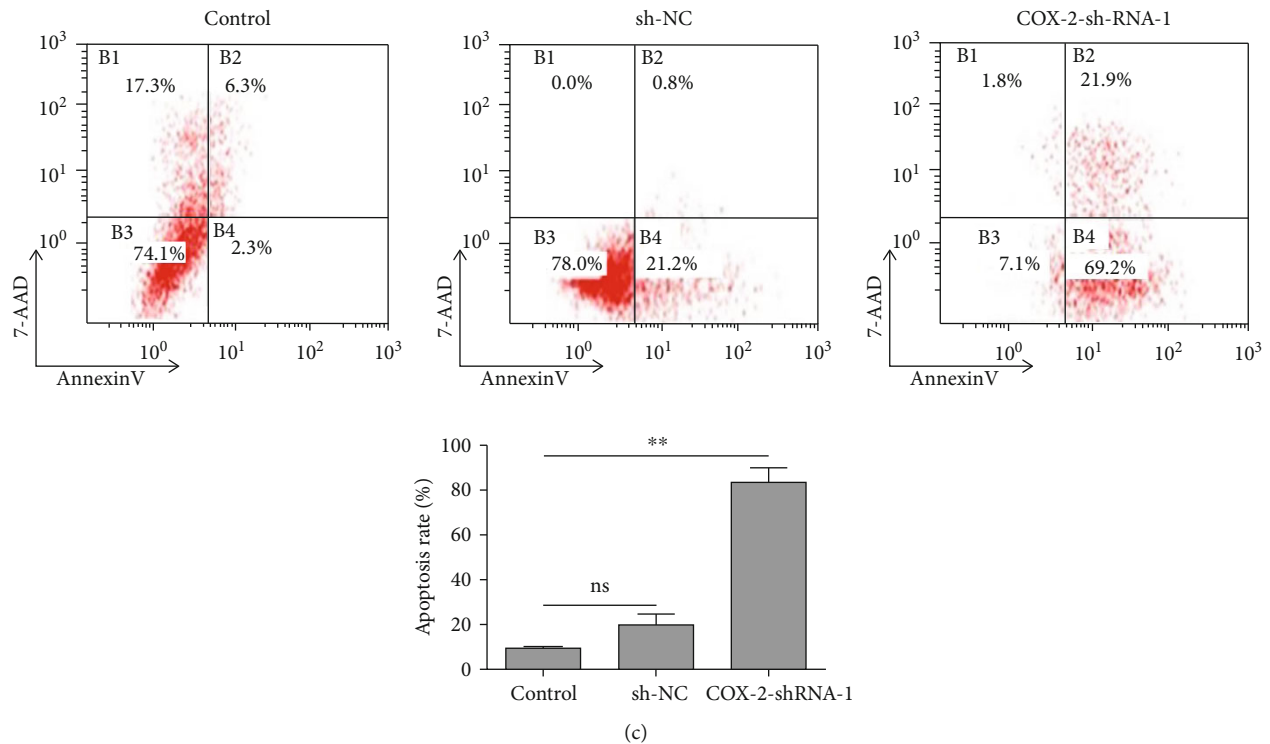 Control
10³
B1
B2
17.3%
6.3%
10²
10¹
B3
B4
74.1%
2.3%
10⁰
7-AAD
10⁰ 10¹ 10² 10³
AnnexinV
sh-NC
10³
B1
B2
0.0%
0.8%
10²
10¹
B3
B4
78.0%
21.2%
10⁰
7-AAD
10⁰ 10¹ 10² 10³
AnnexinV
COX-2-sh-RNA-1
10³
B1
B2
1.8%
21.9%
10²
10¹
B3
B4
7.1%
69.2%
10⁰
7-AAD
10⁰ 10¹ 10² 10³
AnnexinV
100
80
60
40
20
0
Apoptosis rate (%)
**
ns
Control sh-NC COX-2-shRNA-1
(c)